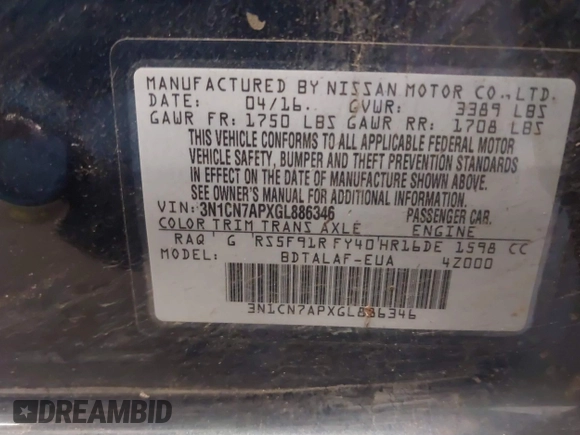 MANUFACTURED BY NISSAN MOTOR CO., LTD.
DATE: 04/16. GVWR: 3389 LBS
GAWR FR: 1750 LBS GAWR RR: 1708 LBS
THIS VEHICLE CONFORMS TO ALL APPLICABLE FEDERAL MOTOR
VEHICLE SAFETY, BUMPER AND THEFT PREVENTION STANDARDS
IN EFFECT ON THE DATE OF MANUFACTURE SHOWN ABOVE.
SEE OWNER'S MANUAL FOR ADDITIONAL INFORMATION.
VIN: 3N1CN7APXGL886346 PASSENGER CAR.
COLOR TRIM TRANS AXLE ENGINE
RAQ G RS5F91R FY40 HR16DE 1598 CC
MODEL: BDTALAF-EUA 4Z000
3N1CN7APXGL886346
DREAMBID